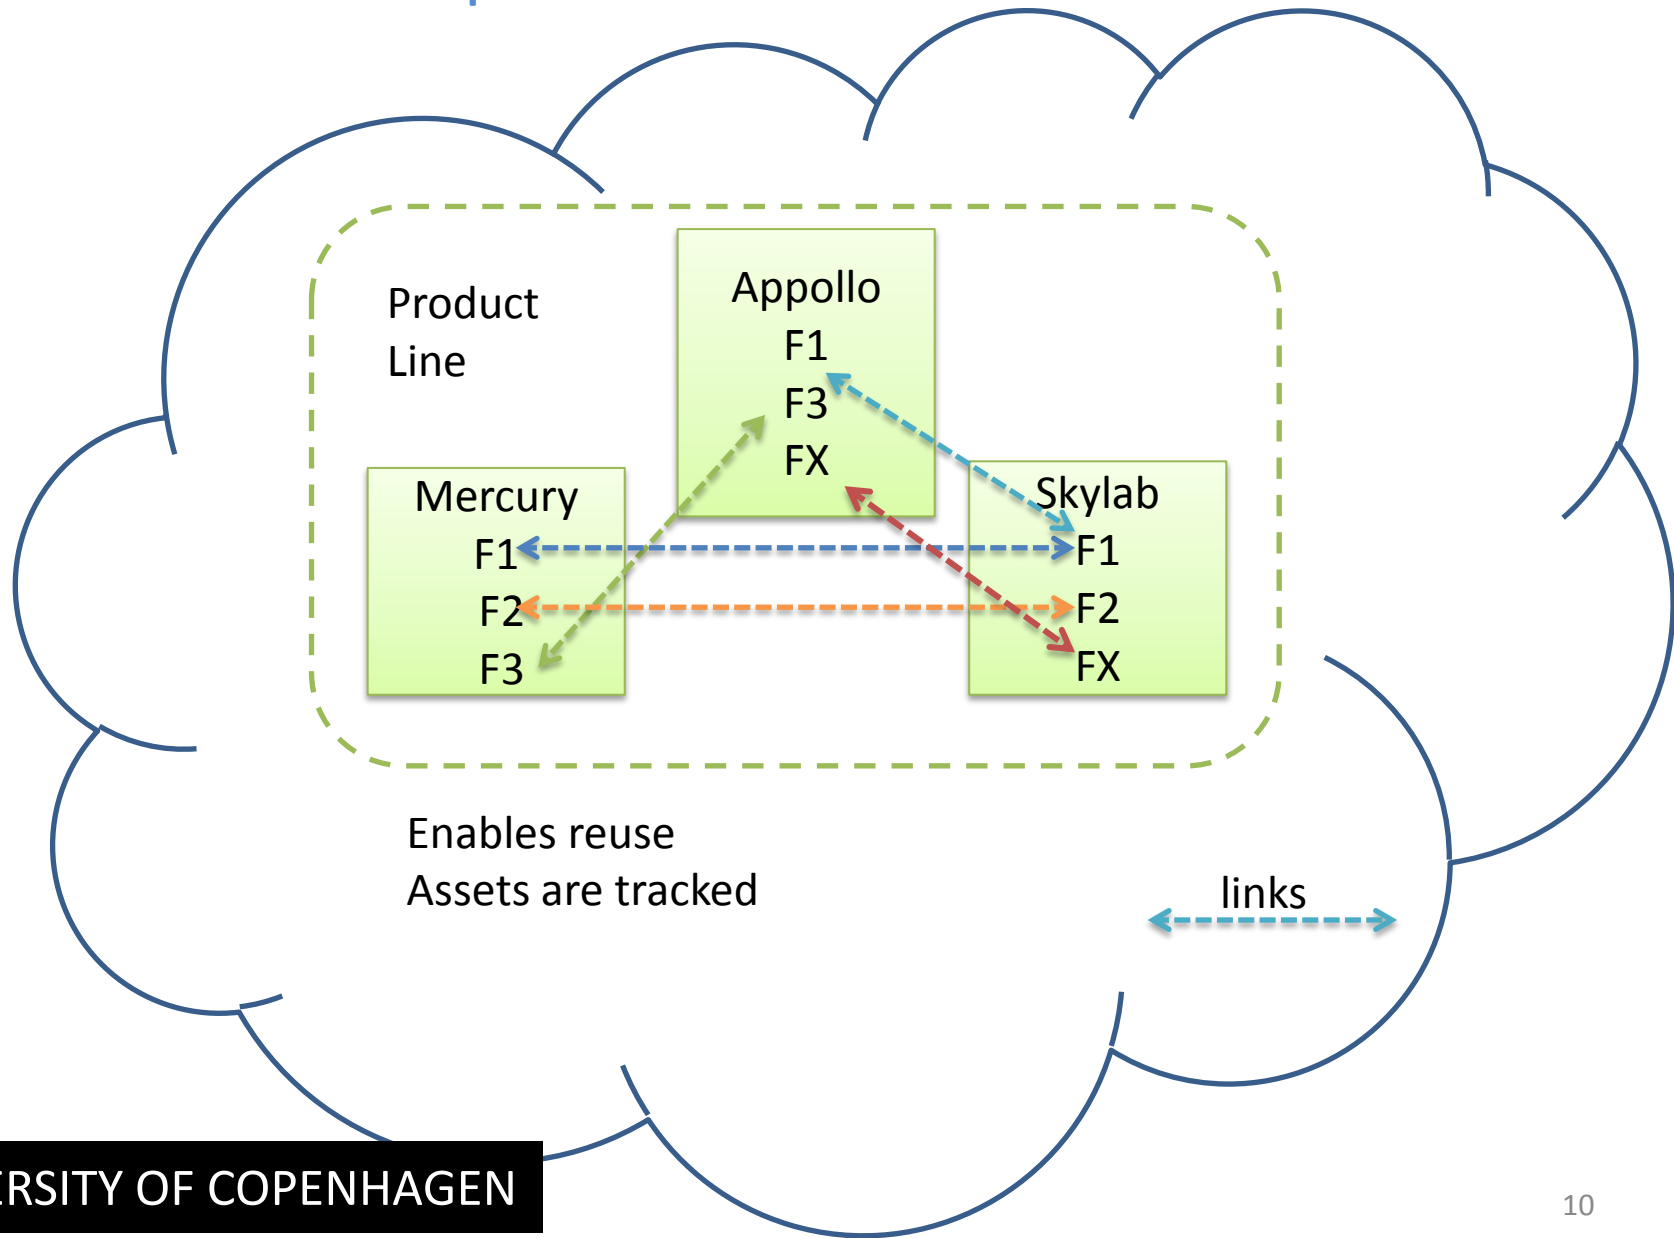 Product
Line
Appollo
F1
F3
FX
Mercury
F1
F2
F3
Skylab
F1
F2
FX
Enables reuse
Assets are tracked
links
OF COPENHAGEN
10